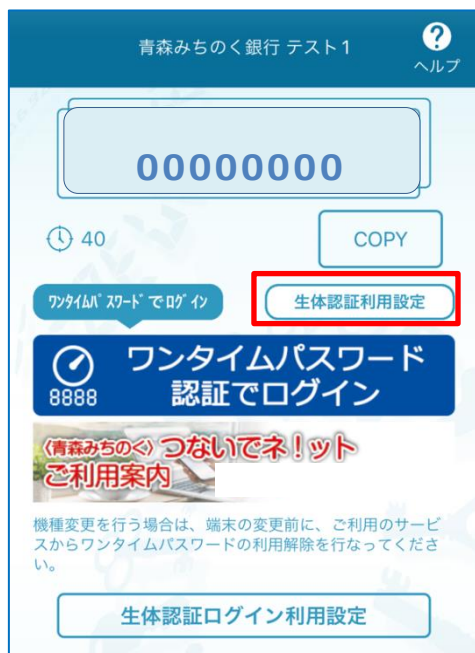 青森みちのく銀行 テスト1
?
ヘルプ
00000000
40
COPY
ﾜﾝﾀｲﾑﾊﾟｽﾜｰﾄﾞでﾛｸﾞｲﾝ
生体認証利用設定
8888
ワンタイムパスワード
認証でログイン
〈青森みちのく〉つないでネ!ット
ご利用案内
機種変更を行う場合は、端末の変更前に、ご利用のサービ
スからワンタイムパスワードの利用解除を行なってくださ
い。
生体認証ログイン利用設定